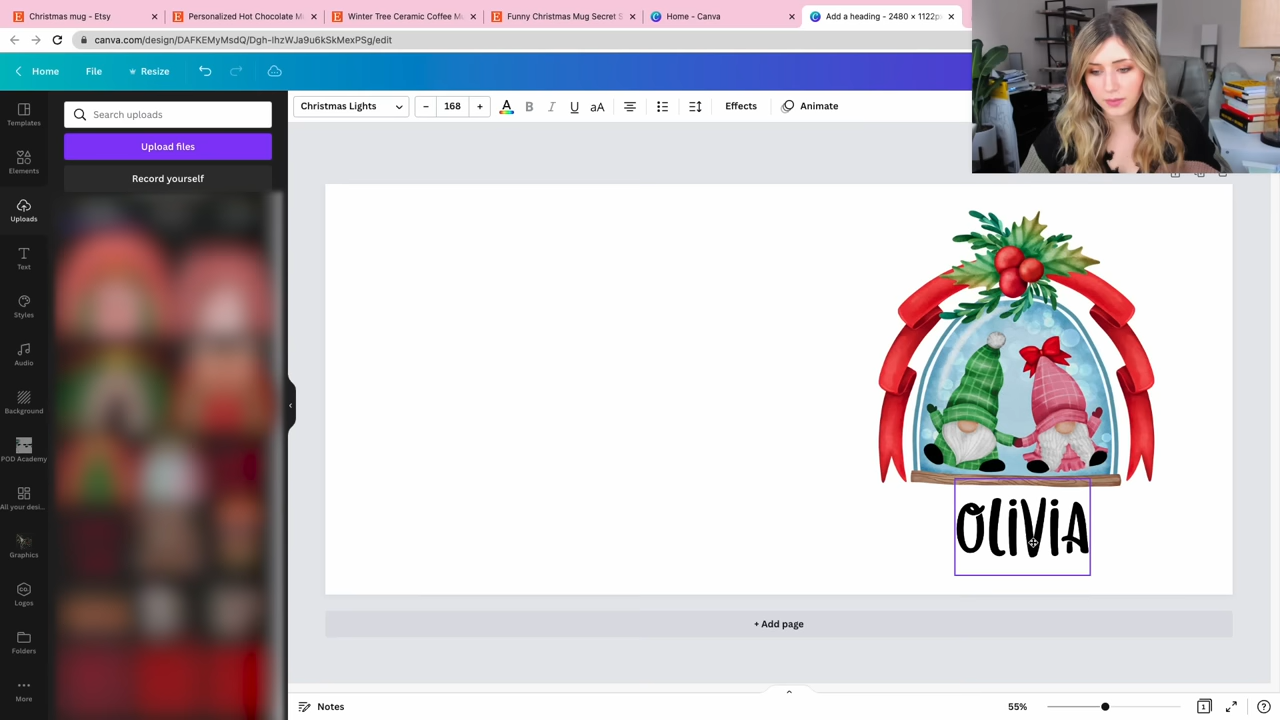 Christmas mug - Etsy
Personalized Hot Chocolate M
Winter Tree Ceramic Coffee M
Funny Christmas Mug Secret S
Home - Canva
Add a heading - 2480 × 1122p
canva.com/design/DAFKEMyMsdQ/Dgh-lhzWJa9u6kSkMexPSg/edit
Home
File
Resize
Christmas Lights
168
A
B
I
U
aA
Effects
Animate
Search uploads
Upload files
Record yourself
Templates
Elements
Uploads
Text
Styles
Audio
Background
POD Academy
All your desi...
Graphics
Logos
Folders
More
OLiViA
+ Add page
Notes
55%
1